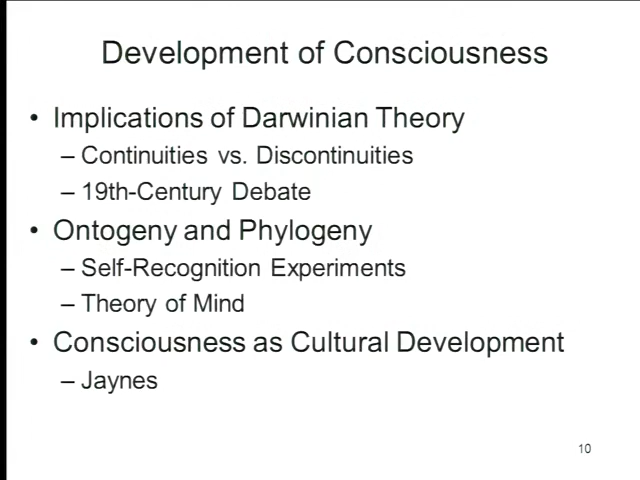 Development of Consciousness
• Implications of Darwinian Theory
– Continuities vs. Discontinuities
– 19th-Century Debate
• Ontogeny and Phylogeny
– Self-Recognition Experiments
– Theory of Mind
• Consciousness as Cultural Development
– Jaynes
10